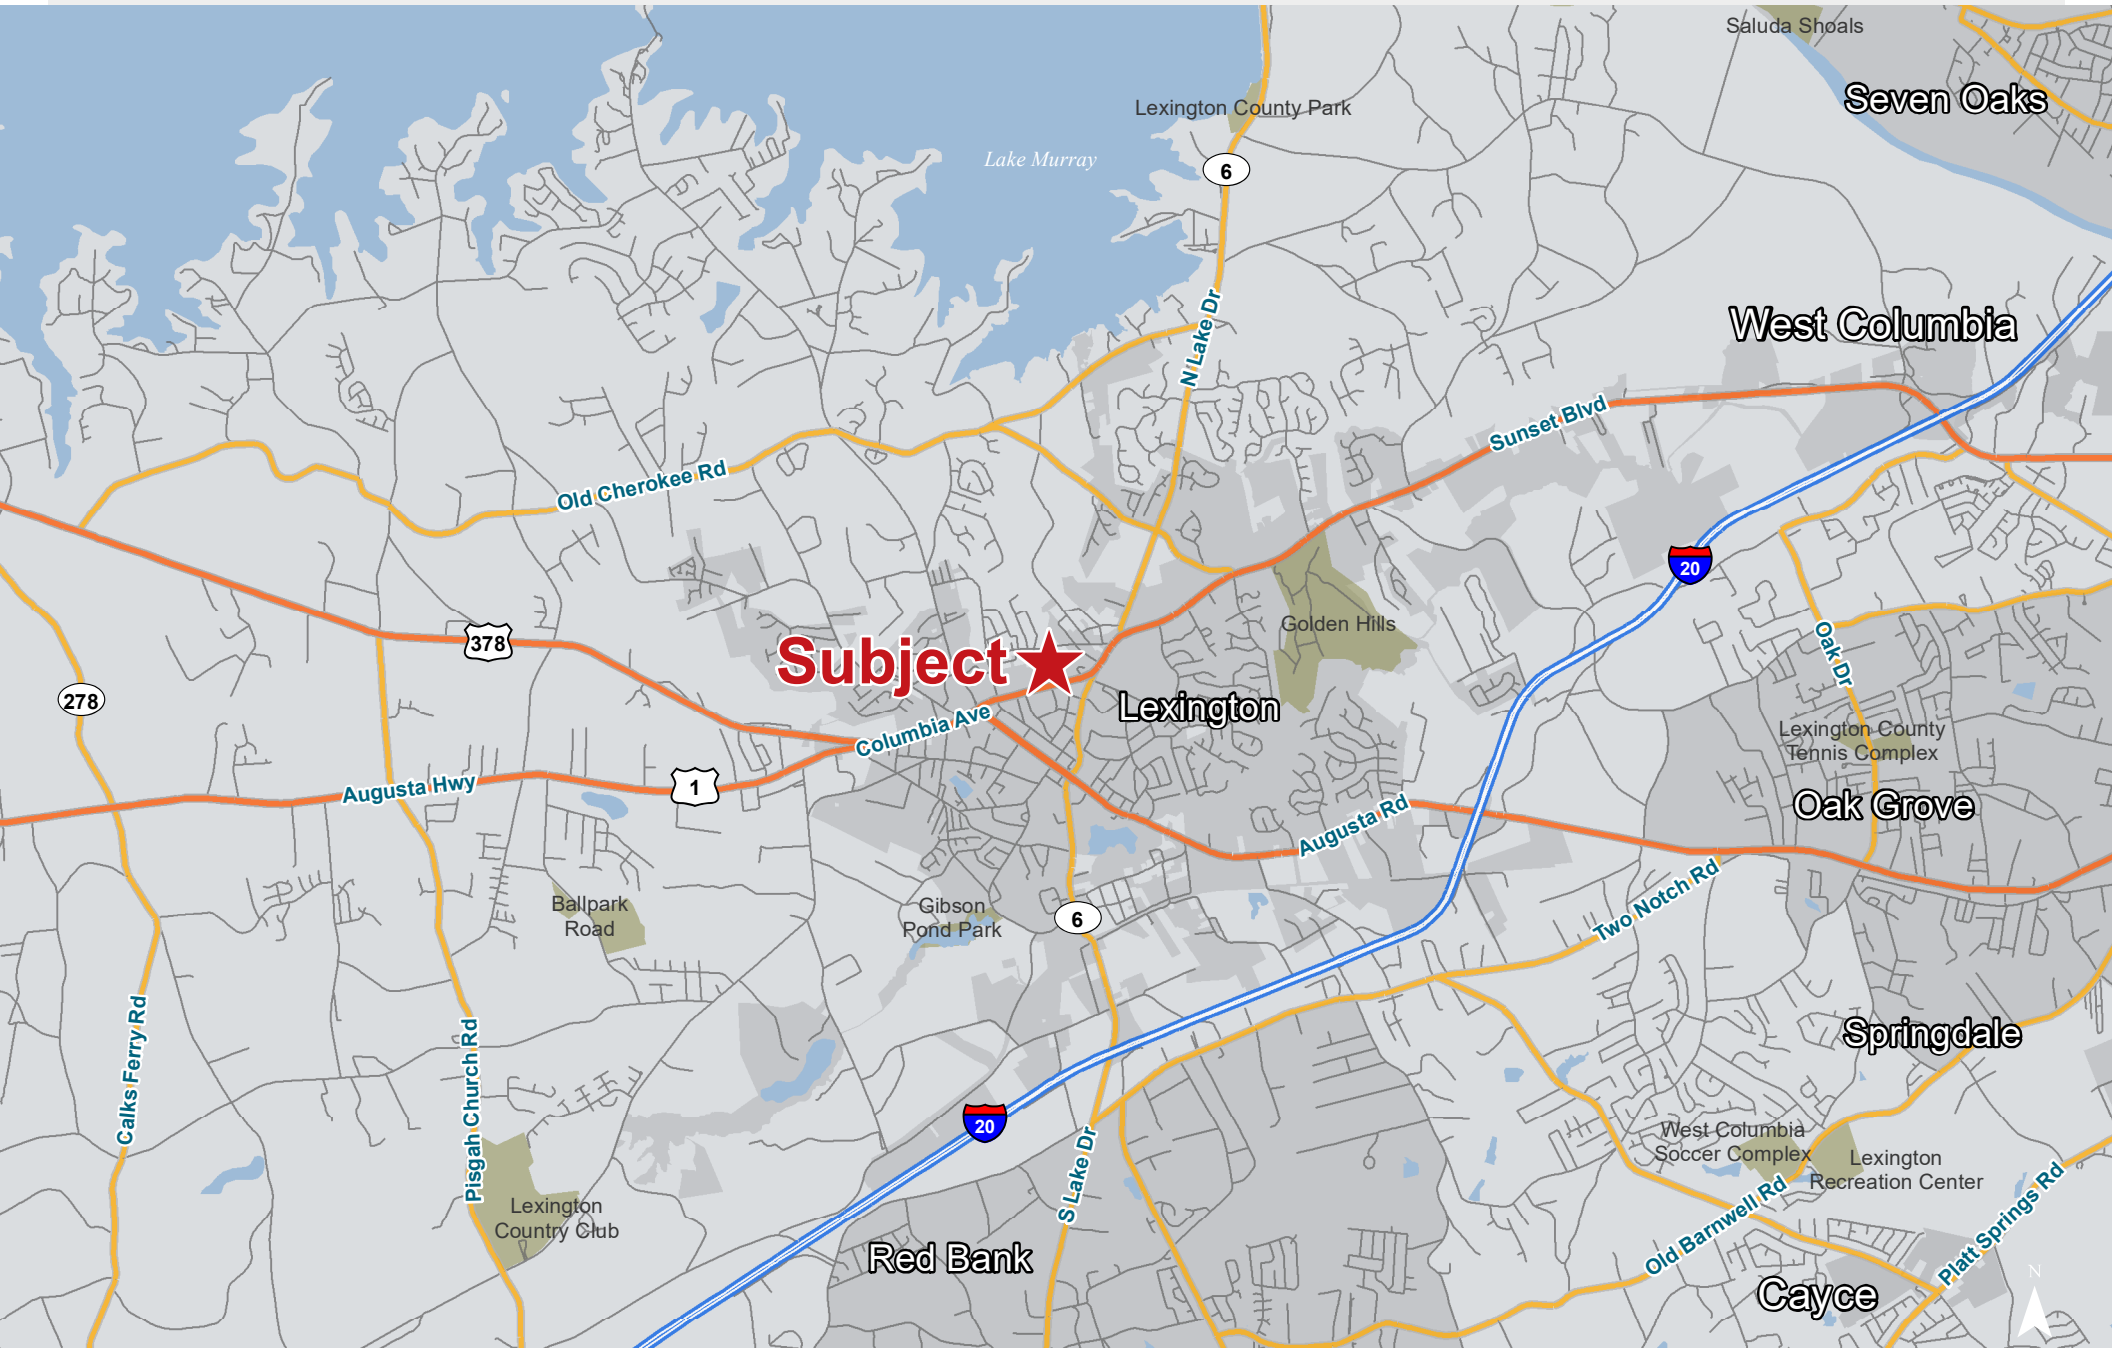 Saluda Shoals
Seven Oaks
Lexington County Park
Lake Murray
6
N Lake Dr
West Columbia
Sunset Blvd
Old Cherokee Rd
20
Golden Hills
Oak Dr
378
Subject
278
Lexington
Columbia Ave
Lexington County
Tennis Complex
Augusta Hwy
1
Oak Grove
Augusta Rd
Two Notch Rd
Ballpark
Road
Gibson
Pond Park
6
Calks Ferry Rd
Pisgah Church Rd
Springdale
20
S Lake Dr
West Columbia
Soccer Complex
Lexington
Recreation Center
Lexington
Country Club
Old Barnwell Rd
Platt Springs Rd
Red Bank
Cayce
N